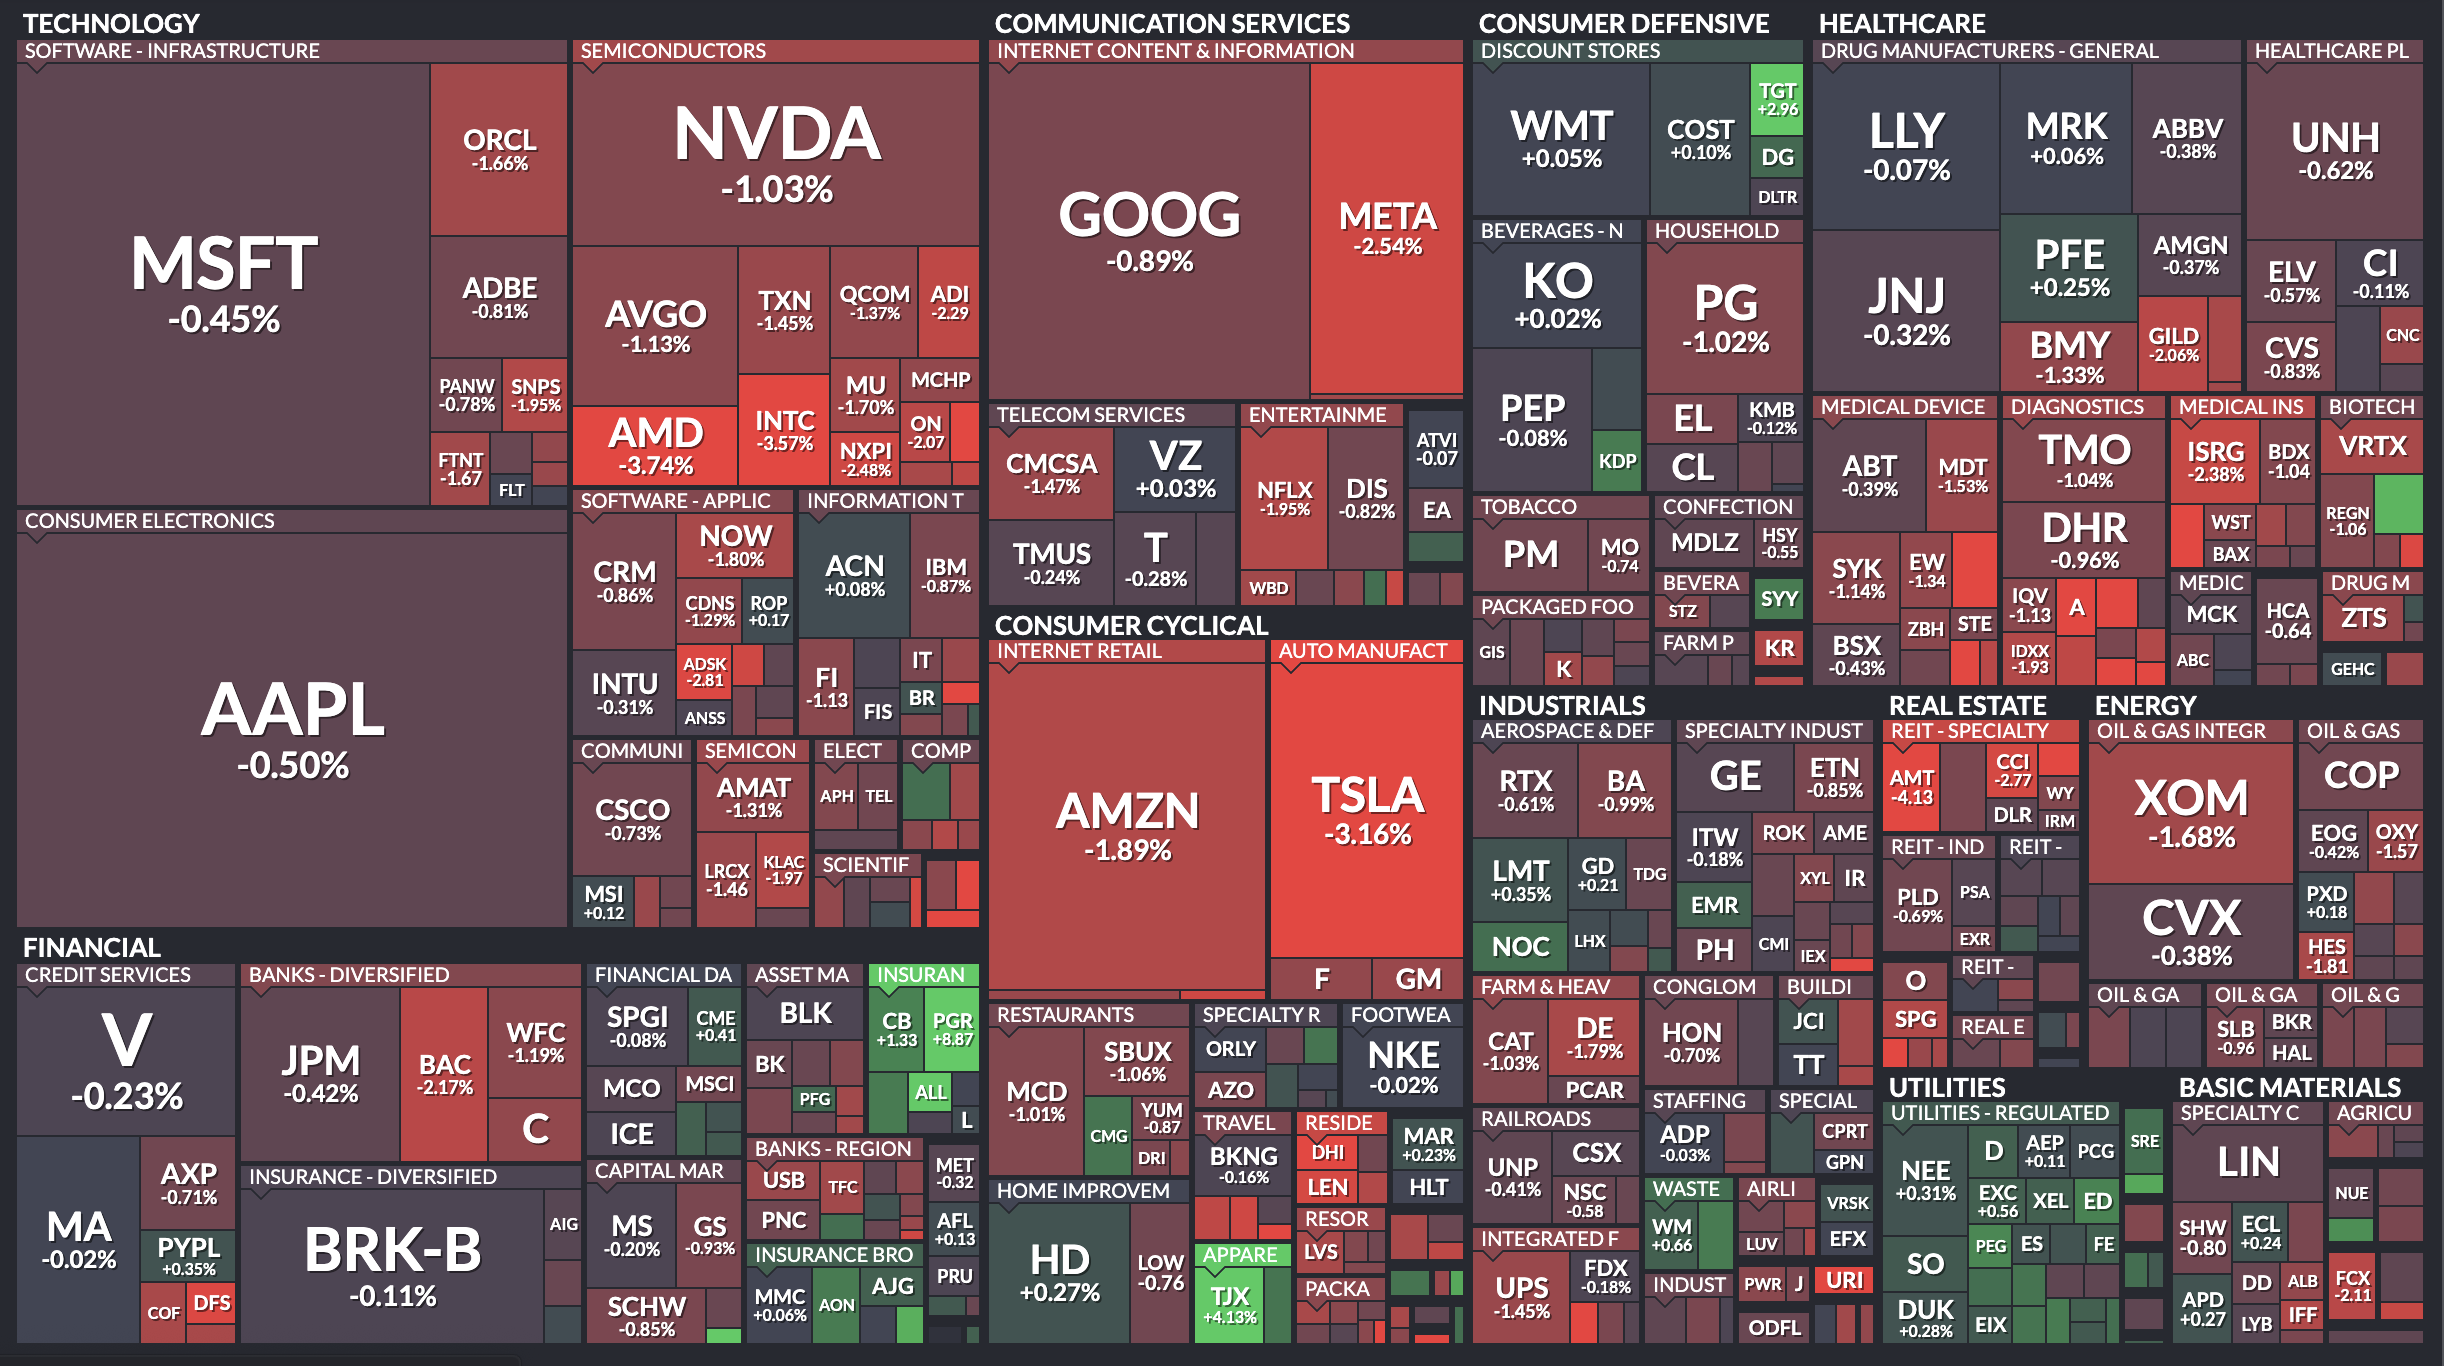 TECHNOLOGY
SOFTWARE - INFRASTRUCTURE
MSFT
-0.45%
ORCL
-1.66%
ADBE
-0.81%
PANW
-0.78%
SNPS
-1.95%
FTNT
-1.67
FLT
SEMICONDUCTORS
NVDA
-1.03%
AVGO
-1.13%
TXN
-1.45%
QCOM
-1.37%
ADI
-2.29
AMD
-3.74%
INTC
-3.57%
MU
-1.70%
MCHP
NXPI
-2.48%
ON
-2.07
CONSUMER ELECTRONICS
AAPL
-0.50%
SOFTWARE - APPLIC
CRM
-0.86%
NOW
-1.80%
CDNS
-1.29%
ROP
+0.17
INTU
-0.31%
ADSK
-2.81
ANSS
INFORMATION T
ACN
+0.08%
IBM
-0.87%
FI
-1.13
FIS
IT
BR
COMMUNI
CSCO
-0.73%
MSI
+0.12
SEMICON
AMAT
-1.31%
LRCX
-1.46
KLAC
-1.97
ELECT
APH
TEL
COMP
SCIENTIF
FINANCIAL
CREDIT SERVICES
V
-0.23%
MA
-0.02%
AXP
-0.71%
PYPL
+0.35%
COF
DFS
BANKS - DIVERSIFIED
JPM
-0.42%
BAC
-2.17%
WFC
-1.19%
C
INSURANCE - DIVERSIFIED
BRK-B
-0.11%
AIG
FINANCIAL DA
SPGI
-0.08%
CME
+0.41
MCO
MSCI
ICE
CAPITAL MAR
MS
-0.20%
GS
-0.93%
SCHW
-0.85%
ASSET MA
BLK
BK
PFG
INSURAN
CB
+1.33
PGR
+8.87
ALL
L
BANKS - REGION
USB
TFC
PNC
MET
-0.32
AFL
+0.13
PRU
INSURANCE BRO
MMC
+0.06%
AON
AJG
COMMUNICATION SERVICES
INTERNET CONTENT & INFORMATION
GOOG
-0.89%
META
-2.54%
TELECOM SERVICES
CMCSA
-1.47%
VZ
+0.03%
TMUS
-0.24%
T
-0.28%
ENTERTAINME
NFLX
-1.95%
DIS
-0.82%
WBD
ATVI
-0.07
EA
CONSUMER CYCLICAL
INTERNET RETAIL
AMZN
-1.89%
AUTO MANUFACT
TSLA
-3.16%
F
GM
RESTAURANTS
MCD
-1.01%
SBUX
-1.06%
CMG
YUM
-0.87
DRI
SPECIALTY R
ORLY
AZO
FOOTWEA
NKE
-0.02%
HOME IMPROVEM
HD
+0.27%
LOW
-0.76
TRAVEL
BKNG
-0.16%
RESIDE
DHI
LEN
MAR
+0.23%
HLT
APPARE
TJX
+4.13%
RESOR
LVS
PACKA
CONSUMER DEFENSIVE
DISCOUNT STORES
WMT
+0.05%
COST
+0.10%
TGT
+2.96
DG
DLTR
BEVERAGES - N
KO
+0.02%
PEP
-0.08%
KDP
HOUSEHOLD
PG
-1.02%
EL
KMB
-0.12%
CL
TOBACCO
PM
MO
-0.74
CONFECTION
MDLZ
HSY
-0.55
PACKAGED FOO
GIS
K
BEVERA
STZ
SYY
FARM P
KR
HEALTHCARE
DRUG MANUFACTURERS - GENERAL
LLY
-0.07%
MRK
+0.06%
ABBV
-0.38%
JNJ
-0.32%
PFE
+0.25%
AMGN
-0.37%
BMY
-1.33%
GILD
-2.06%
HEALTHCARE PL
UNH
-0.62%
ELV
-0.57%
CI
-0.11%
CVS
-0.83%
CNC
MEDICAL DEVICE
ABT
-0.39%
MDT
-1.53%
SYK
-1.14%
EW
-1.34
BSX
-0.43%
ZBH
STE
DIAGNOSTICS
TMO
-1.04%
DHR
-0.96%
IQV
-1.13
A
IDXX
-1.93
MEDICAL INS
ISRG
-2.38%
BDX
-1.04
WST
BAX
BIOTECH
VRTX
REGN
-1.06
MEDIC
MCK
ABC
HCA
-0.64
DRUG M
ZTS
GEHC
INDUSTRIALS
AEROSPACE & DEF
RTX
-0.61%
BA
-0.99%
LMT
+0.35%
GD
+0.21
TDG
NOC
LHX
SPECIALTY INDUST
GE
ETN
-0.85%
ITW
-0.18%
ROK
AME
EMR
XYL
IR
PH
CMI
IEX
FARM & HEAV
CAT
-1.03%
DE
-1.79%
PCAR
CONGLOM
HON
-0.70%
BUILDI
JCI
TT
RAILROADS
UNP
-0.41%
CSX
NSC
-0.58
STAFFING
ADP
-0.03%
SPECIAL
CPRT
GPN
INTEGRATED F
UPS
-1.45%
FDX
-0.18%
WASTE
WM
+0.66
AIRLI
LUV
VRSK
EFX
INDUST
PWR
J
URI
ODFL
REAL ESTATE
REIT - SPECIALTY
AMT
-4.13
CCI
-2.77
WY
DLR
IRM
REIT - IND
PLD
-0.69%
PSA
EXR
REIT -
O
SPG
REIT -
REAL E
ENERGY
OIL & GAS INTEGR
XOM
-1.68%
CVX
-0.38%
OIL & GAS
COP
EOG
-0.42%
OXY
-1.57
PXD
+0.18
HES
-1.81
OIL & GA
OIL & GA
SLB
-0.96
BKR
HAL
OIL & G
UTILITIES
UTILITIES - REGULATED
NEE
+0.31%
D
AEP
+0.11
PCG
EXC
+0.56
XEL
ED
SO
PEG
ES
FE
DUK
+0.28%
EIX
SRE
BASIC MATERIALS
SPECIALTY C
LIN
SHW
-0.80
ECL
+0.24
APD
+0.27
DD
ALB
LYB
IFF
AGRICU
NUE
FCX
-2.11